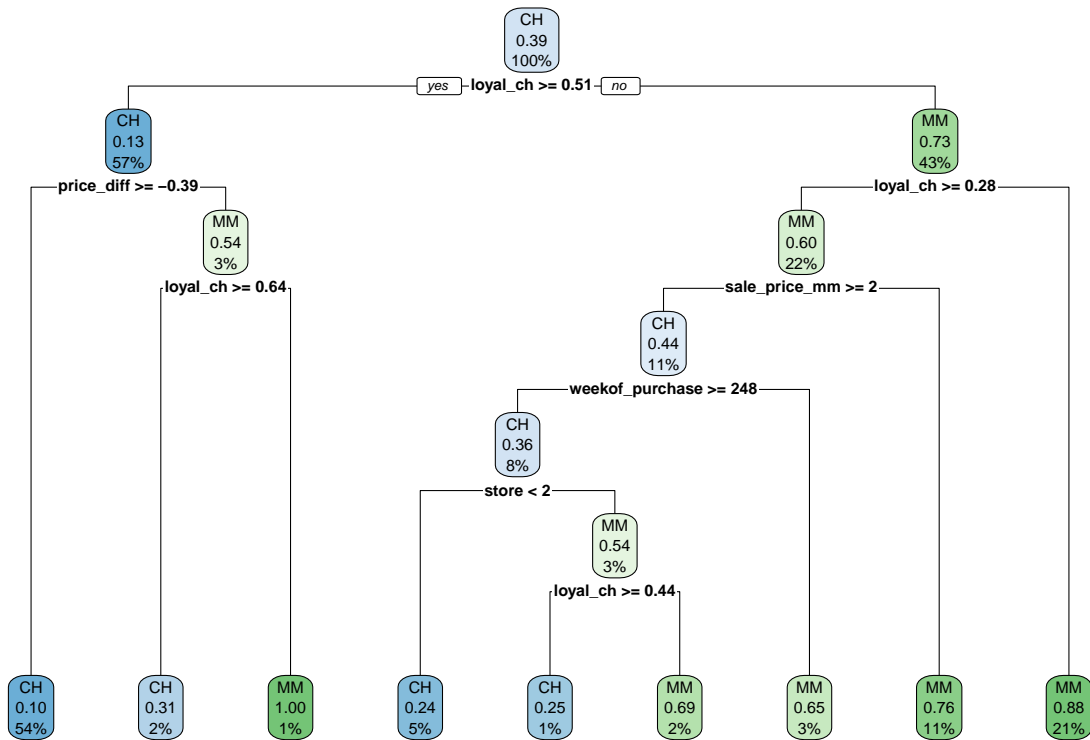 CH
0.39
100%
yes loyal_ch >= 0.51 no
CH
0.13
57%
MM
0.73
43%
price_diff >= −0.39
loyal_ch >= 0.28
MM
0.54
3%
MM
0.60
22%
loyal_ch >= 0.64
sale_price_mm >= 2
CH
0.44
11%
weekof_purchase >= 248
CH
0.36
8%
store < 2
MM
0.54
3%
loyal_ch >= 0.44
CH
0.10
54%
CH
0.31
2%
MM
1.00
1%
CH
0.24
5%
CH
0.25
1%
MM
0.69
2%
MM
0.65
3%
MM
0.76
11%
MM
0.88
21%